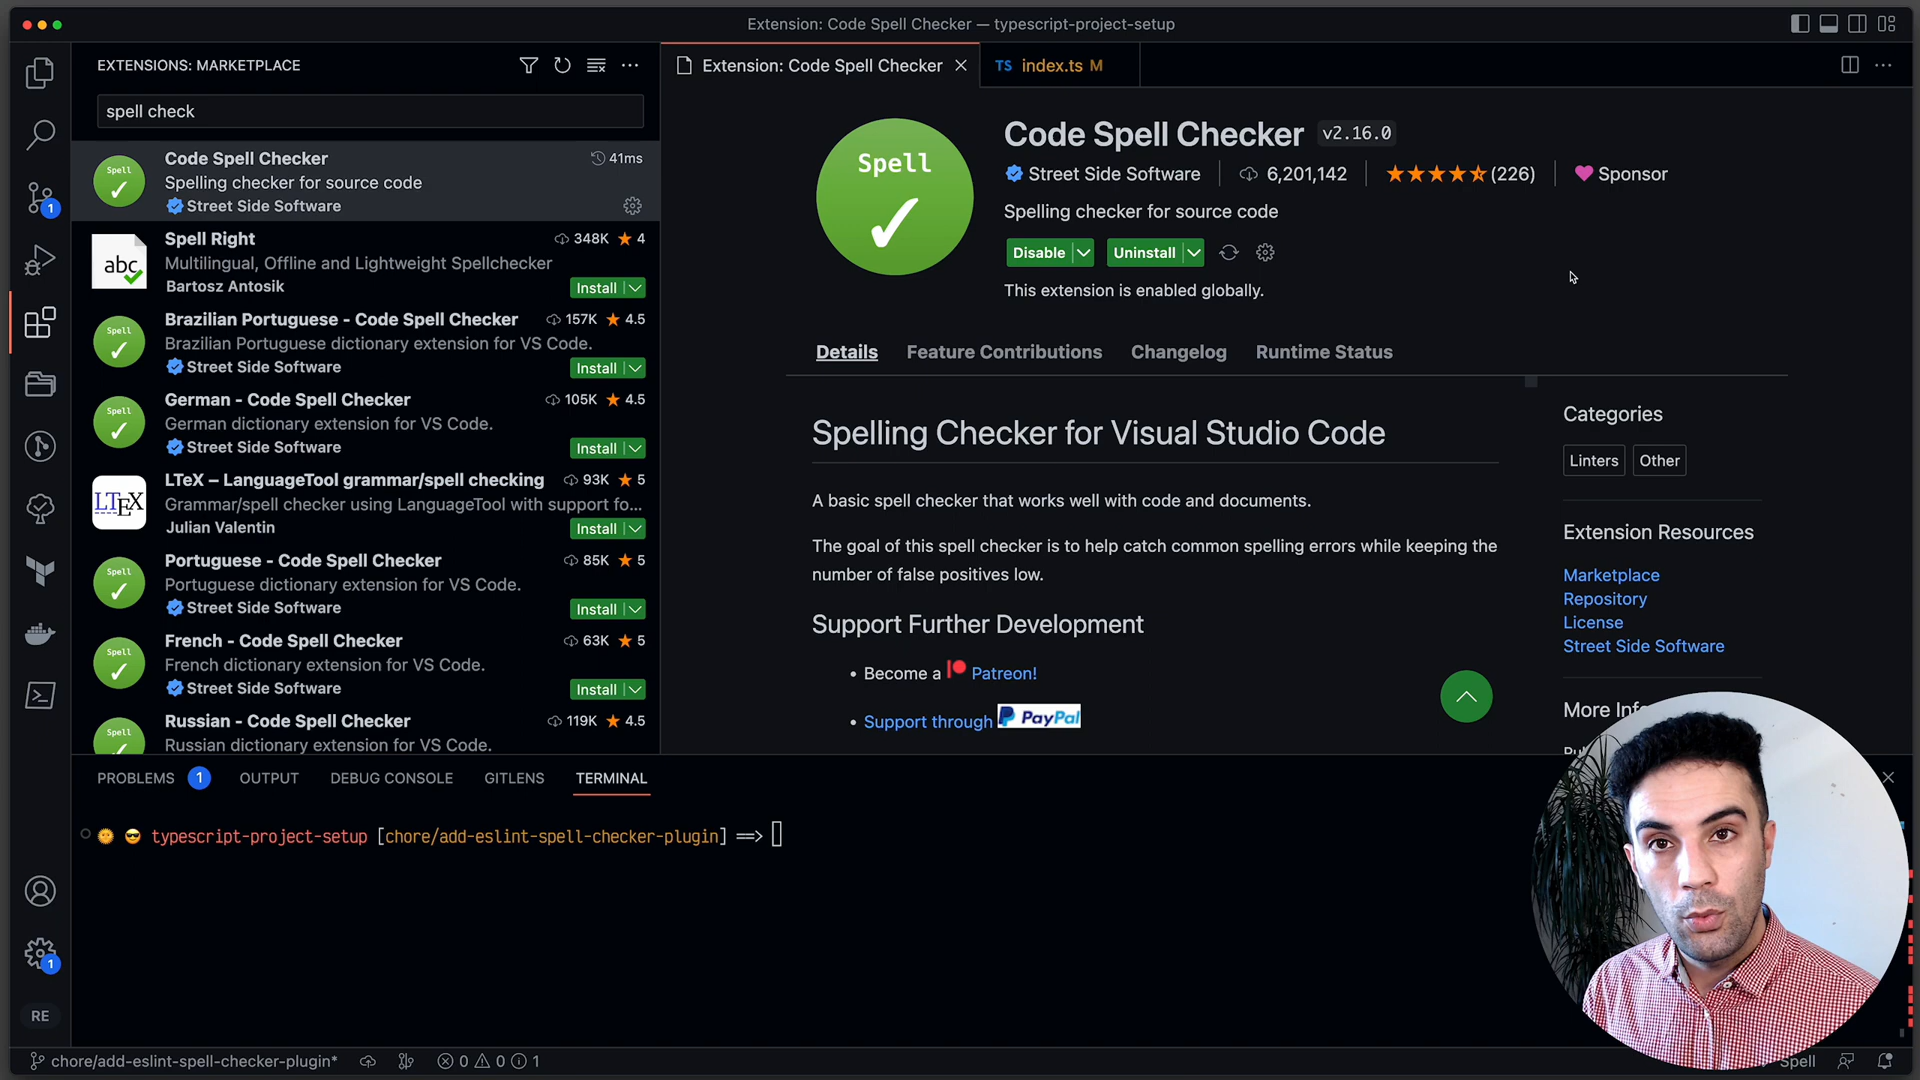 Extension: Code Spell Checker — typescript-project-setup
EXTENSIONS: MARKETPLACE
spell check
Spell
Code Spell Checker 41ms
Spelling checker for source code
Street Side Software
abc
Spell Right 348K 4
Multilingual, Offline and Lightweight Spellchecker
Bartosz Antosik Install
Spell
Brazilian Portuguese - Code Spell Checker 157K 4.5
Brazilian Portuguese dictionary extension for VS Code.
Street Side Software Install
Spell
German - Code Spell Checker 105K 4.5
German dictionary extension for VS Code.
Street Side Software Install
LTEX
LTeX – LanguageTool grammar/spell checking 93K 5
Grammar/spell checker using LanguageTool with support fo...
Julian Valentin Install
Spell
Portuguese - Code Spell Checker 85K 5
Portuguese dictionary extension for VS Code.
Street Side Software Install
Spell
French - Code Spell Checker 63K 5
French dictionary extension for VS Code.
Street Side Software Install
Spell
Russian - Code Spell Checker 119K 4.5
Russian dictionary extension for VS Code.
Extension: Code Spell Checker
TS index.ts M
Spell
Code Spell Checker v2.16.0
Street Side Software 6,201,142 (226) Sponsor
Spelling checker for source code
Disable Uninstall
This extension is enabled globally.
Details Feature Contributions Changelog Runtime Status
Spelling Checker for Visual Studio Code
A basic spell checker that works well with code and documents.
The goal of this spell checker is to help catch common spelling errors while keeping the
number of false positives low.
Support Further Development
• Become a Patreon!
• Support through PayPal
Categories
Linters Other
Extension Resources
Marketplace
Repository
License
Street Side Software
More
1
1
RE
PROBLEMS 1 OUTPUT DEBUG CONSOLE GITLENS TERMINAL
typescript-project-setup [chore/add-eslint-spell-checker-plugin] ==>
chore/add-eslint-spell-checker-plugin* 0 0 1
Spell